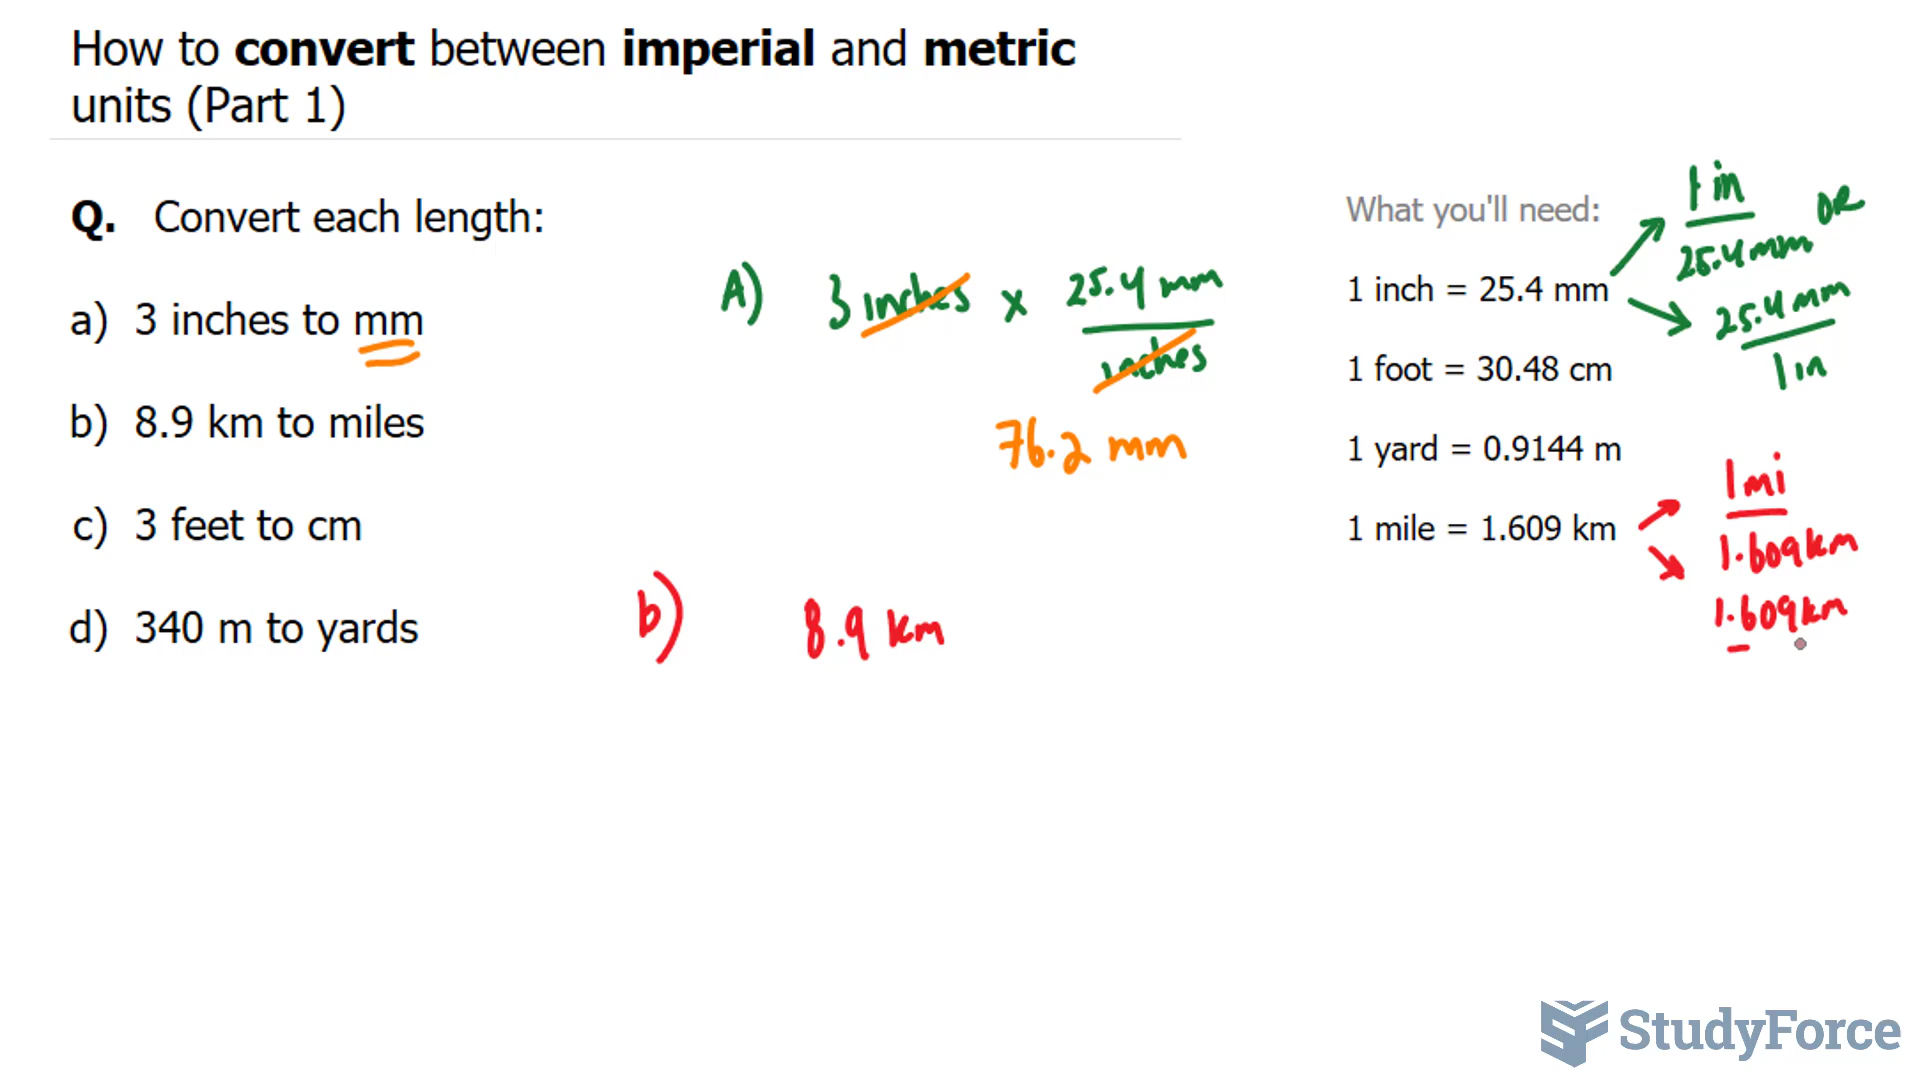 How to convert between imperial and metric
units (Part 1)
Q. Convert each length:
a) 3 inches to mm
b) 8.9 km to miles
c) 3 feet to cm
d) 340 m to yards
A) 3 inches x 25.4 mm
inches
76.2 mm
b) 8.9 km
What you'll need:
1 inch = 25.4 mm
1 foot = 30.48 cm
1 yard = 0.9144 m
1 mile = 1.609 km
1 in
25.4 mm
OR
25.4 mm
1 in
1 mi
1.609 km
1.609 km
StudyForce